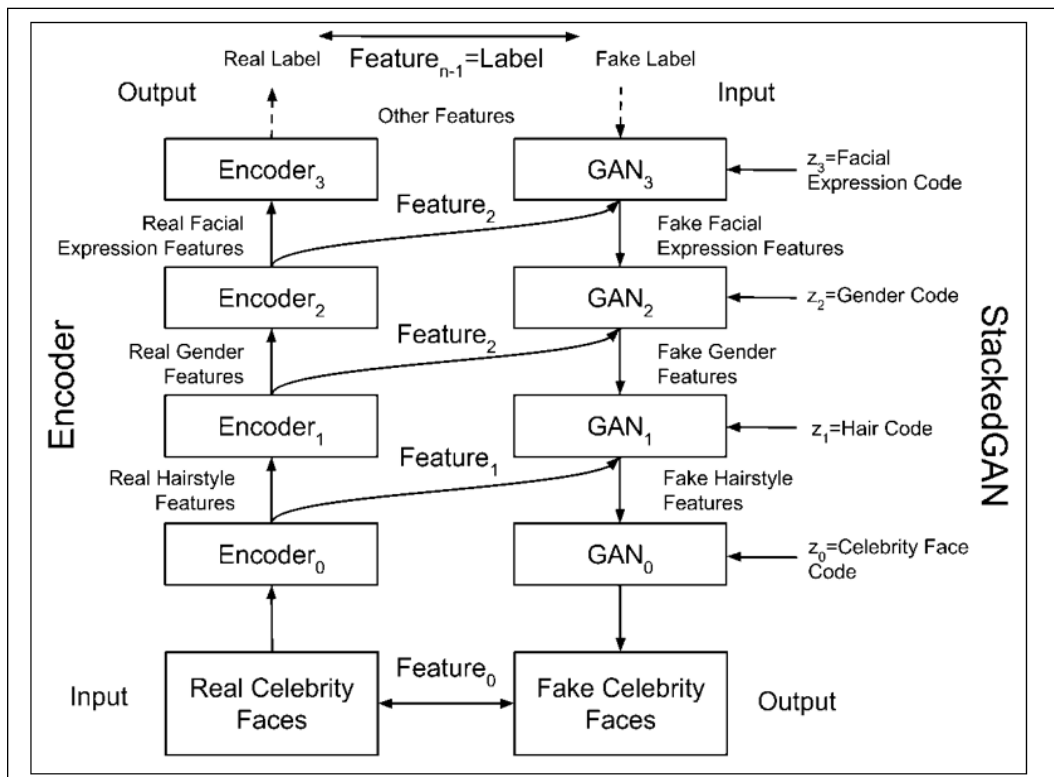 Real Label
Feature_n-1=Label
Fake Label
Output
Input
Other Features
Encoder_3
GAN_3
z_3=Facial
Expression Code
Feature_2
Real Facial
Expression Features
Fake Facial
Expression Features
Encoder_2
GAN_2
z_2=Gender Code
Feature_2
Real Gender
Features
Fake Gender
Features
Encoder_1
GAN_1
z_1=Hair Code
Feature_1
Real Hairstyle
Features
Fake Hairstyle
Features
Encoder_0
GAN_0
z_0=Celebrity Face
Code
Feature_0
Input
Real Celebrity
Faces
Fake Celebrity
Faces
Output
Encoder
StackedGAN